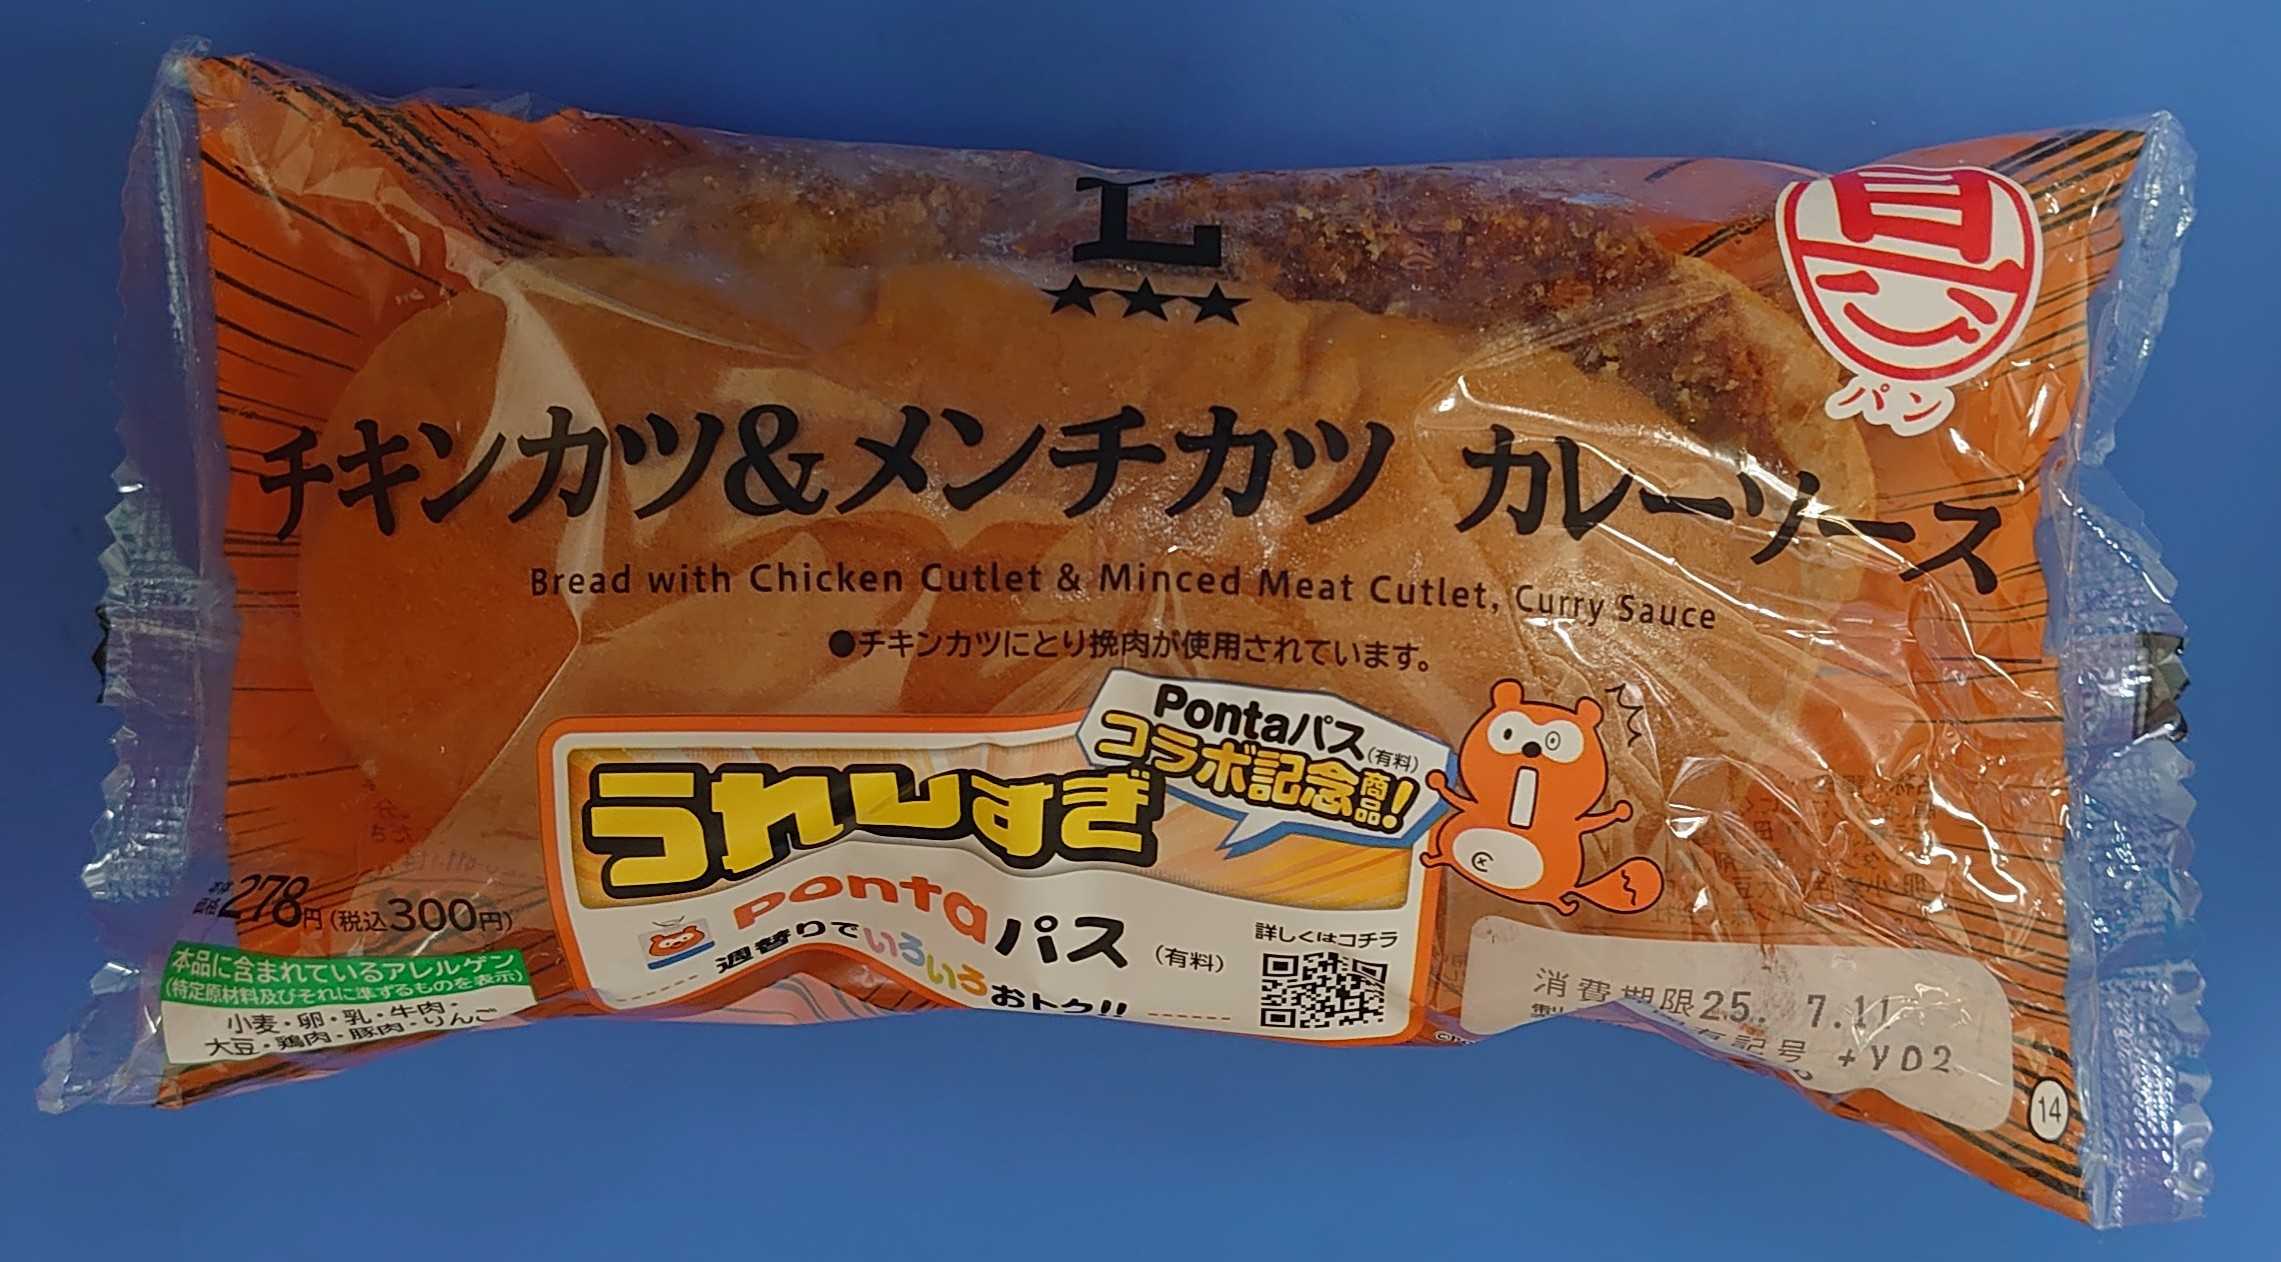 L
★★★
盛
パン
チキンカツ&メンチカツ カレーソース
Bread with Chicken Cutlet & Minced Meat Cutlet, Curry Sauce
●チキンカツにとり挽肉が使用されています。
Pontaパス(有料)
コラボ記念商品!
うれしすぎ
pontaパス(有料)
週替りでいろいろおトク!!
詳しくはコチラ
本体価格278円(税込300円)
本品に含まれているアレルゲン
(特定原材料及びそれに準ずるものを表示)
小麦・卵・乳・牛肉・
大豆・鶏肉・豚肉・りんご
消費期限25. 7.11
記号 +YD2
14